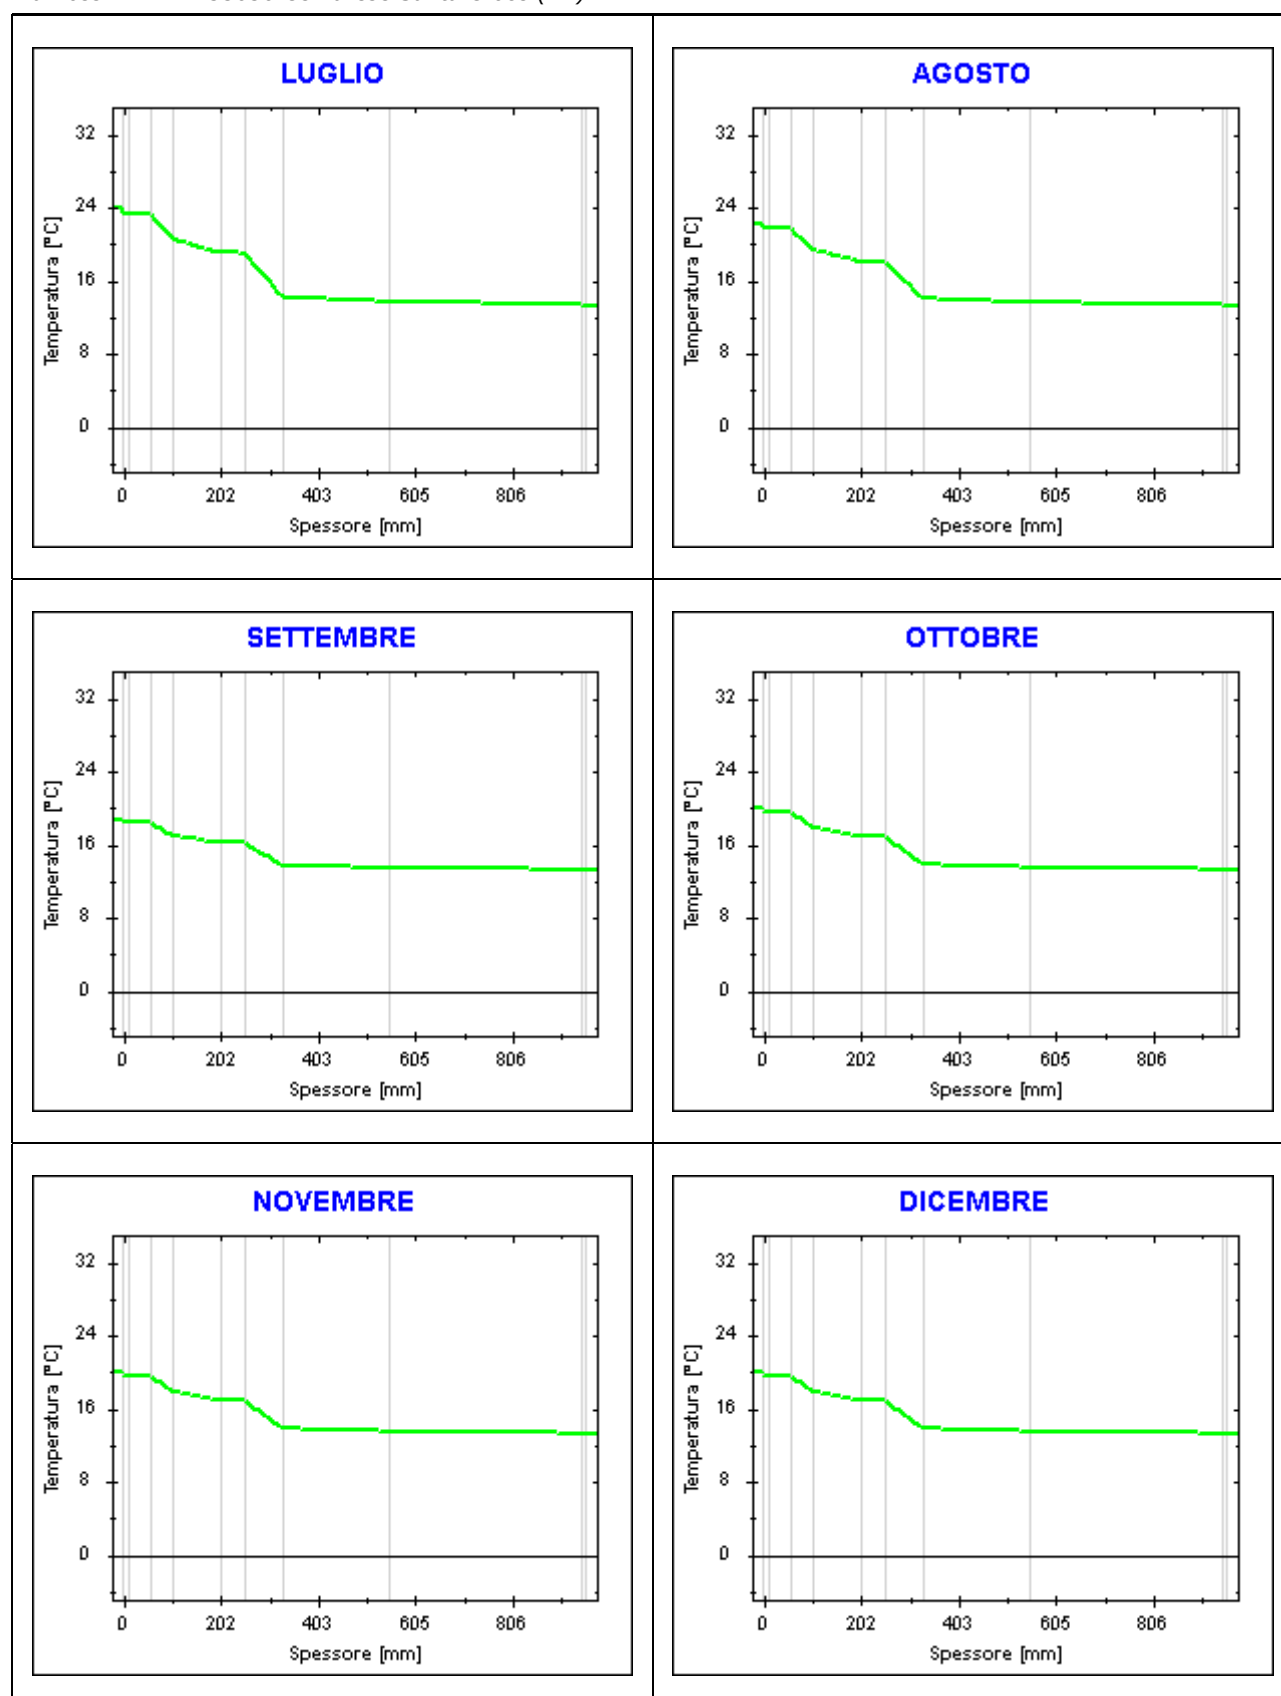 LUGLIO
32
24
16
8
0
Temperatura [°C]
0 202 403 605 806
Spessore [mm]
AGOSTO
32
24
16
8
0
Temperatura [°C]
0 202 403 605 806
Spessore [mm]
SETTEMBRE
32
24
16
8
0
Temperatura [°C]
0 202 403 605 806
Spessore [mm]
OTTOBRE
32
24
16
8
0
Temperatura [°C]
0 202 403 605 806
Spessore [mm]
NOVEMBRE
32
24
16
8
0
Temperatura [°C]
0 202 403 605 806
Spessore [mm]
DICEMBRE
32
24
16
8
0
Temperatura [°C]
0 202 403 605 806
Spessore [mm]